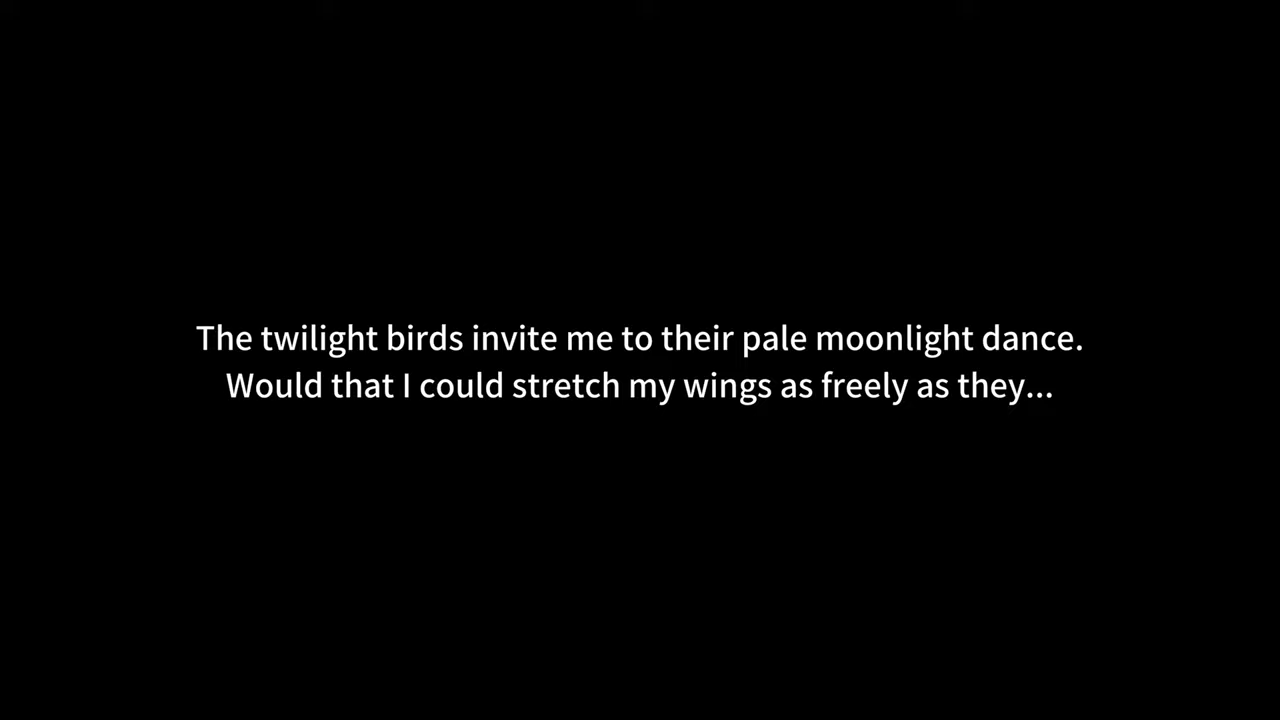 The twilight birds invite me to their pale moonlight dance.
Would that I could stretch my wings as freely as they...